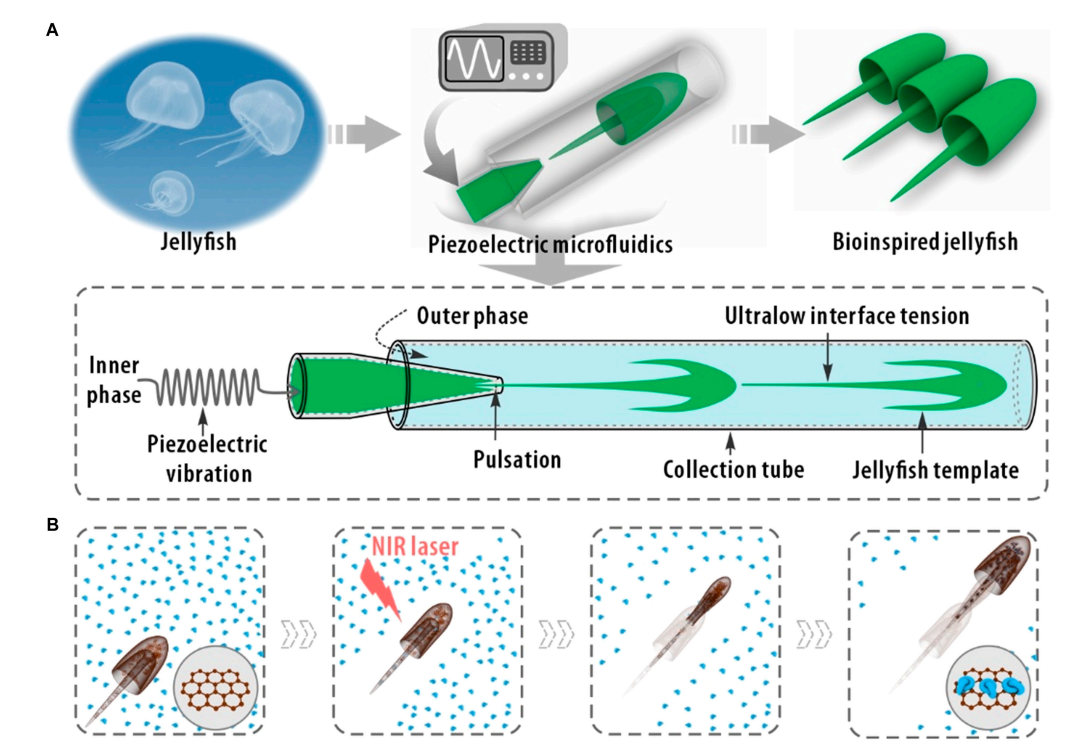 A
Jellyfish
Piezoelectric microfluidics
Bioinspired jellyfish
Outer phase
Ultralow interface tension
Inner
phase
Piezoelectric
vibration
Pulsation
Collection tube
Jellyfish template
B
NIR laser